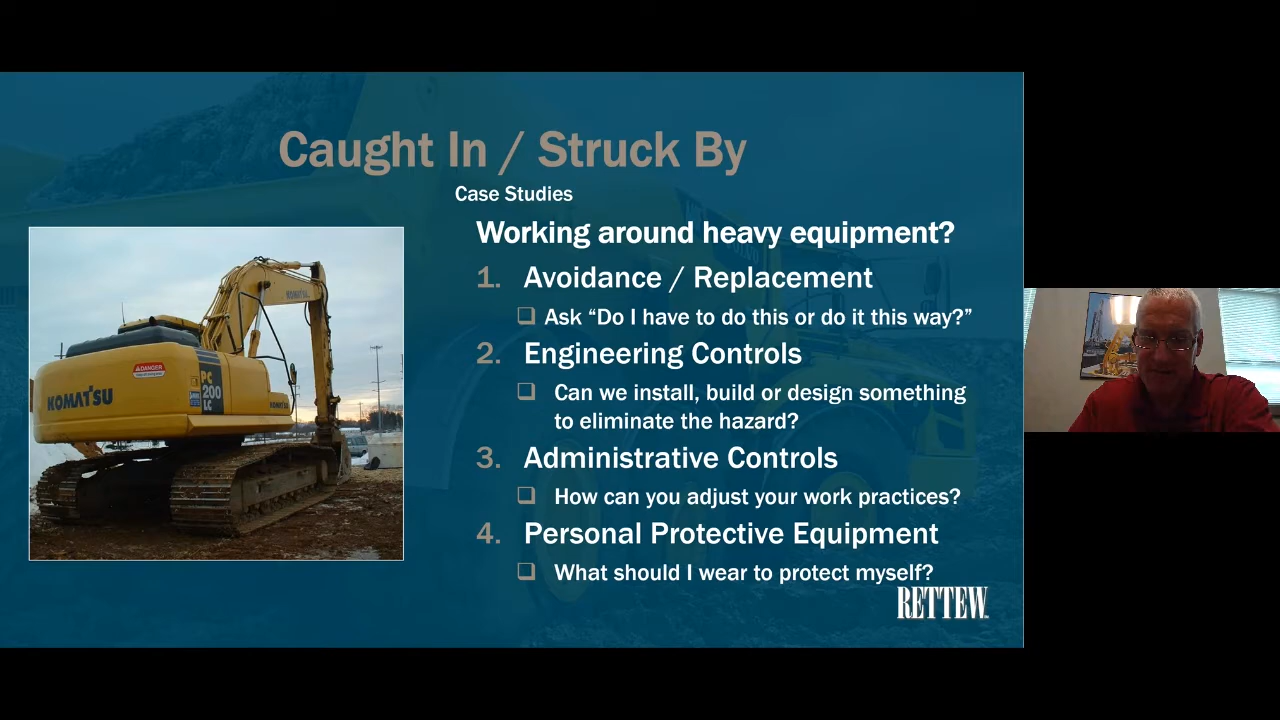 Caught In / Struck By
Case Studies
Working around heavy equipment?
1. Avoidance / Replacement
❑ Ask “Do I have to do this or do it this way?”
2. Engineering Controls
❑ Can we install, build or design something
to eliminate the hazard?
3. Administrative Controls
❑ How can you adjust your work practices?
4. Personal Protective Equipment
❑ What should I wear to protect myself?
RETTEW
KOMATSU
DANGER
PC
200
LC
KOMATSU
KOMATSU